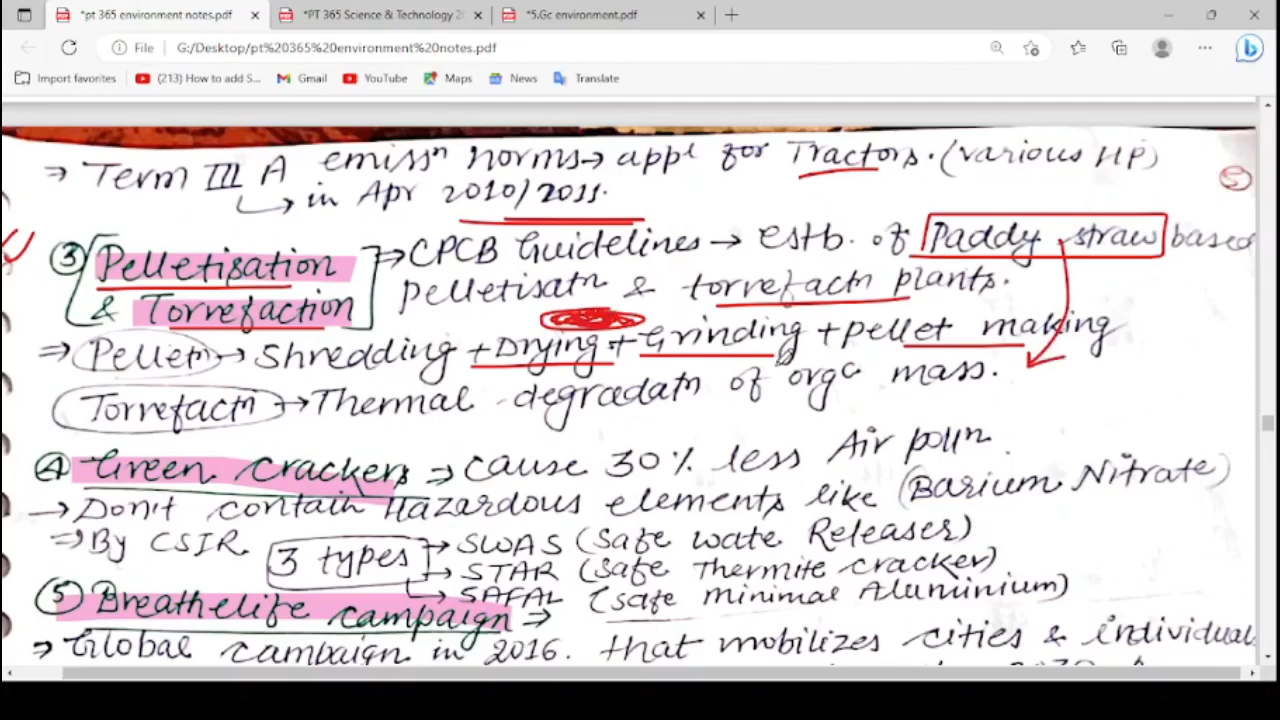 *pt 365 environment notes.pdf
*PT 365 Science & Technology 2
*5.Gc environment.pdf
File
G:/Desktop/pt%20365%20environment%20notes.pdf
Import favorites
(213) How to add S...
Gmail
YouTube
Maps
News
Translate
→ Term III A emissn norms → appl for Tractors. (various HP)
↳ in Apr 2010/2011.
5
③ Pelletisation & Torrefaction ⇒ CPCB Guidelines → estb. of Paddy straw based
pelletisatn & torrefactn plants.
⇒ Pellet → Shredding + Drying + Grinding + pellet making
Torrefactn → Thermal degradatn of orgc mass.
④ Green crackers ⇒ cause 30% less Air polln.
→ Don't contain Hazardous elements like (Barium Nitrate)
⇒ By CSIR 3 types → SWAS (Safe wate Releaser)
→ STAR (Safe Thermite cracker)
↳ SAFAL (safe minimal Aluminium)
⑤ Breathelife campaign ⇒
⇒ Global campaign in 2016. that mobilizes cities & individual